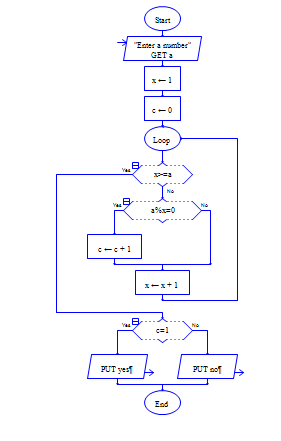 Start
"Enter a number"
GET a
x ← 1
c ← 0
Loop
Yes
x>=a
No
Yes
a%x=0
No
c ← c + 1
x ← x + 1
Yes
c=1
No
PUT yes¶
PUT no¶
End